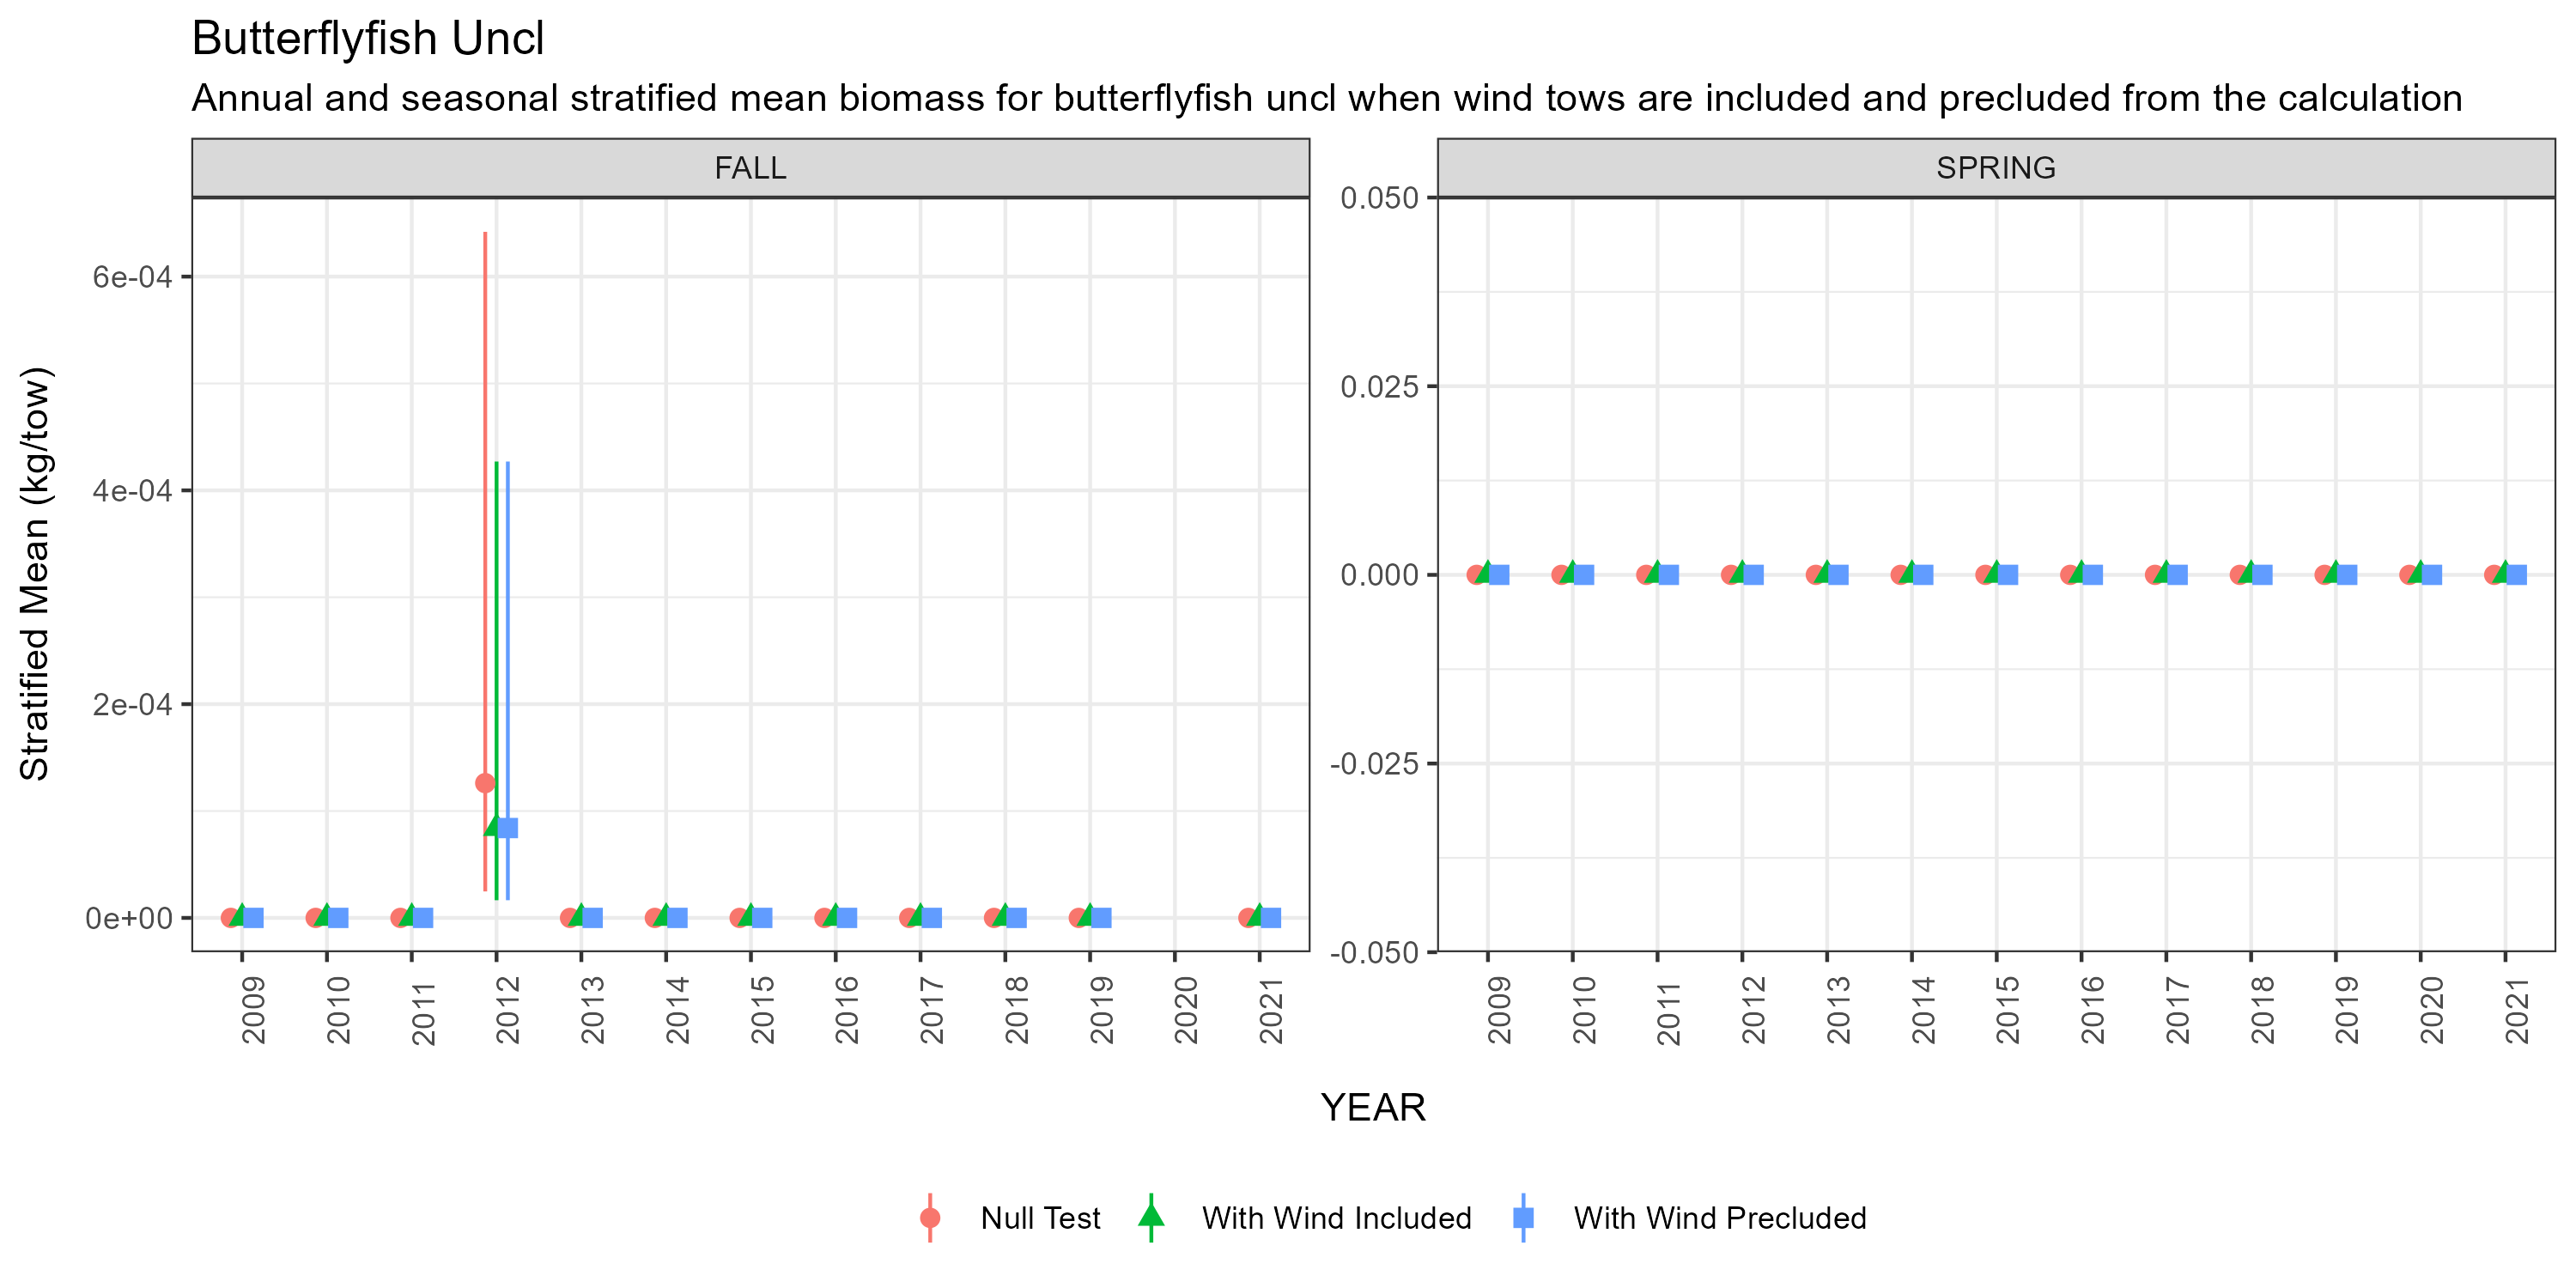 Butterflyfish Uncl
Annual and seasonal stratified mean biomass for butterflyfish uncl when wind tows are included and precluded from the calculation
FALL
SPRING
Stratified Mean (kg/tow)
6e-04
4e-04
2e-04
0e+00
0.050
0.025
0.000
-0.025
-0.050
2009 2010 2011 2012 2013 2014 2015 2016 2017 2018 2019 2020 2021
2009 2010 2011 2012 2013 2014 2015 2016 2017 2018 2019 2020 2021
YEAR
Null Test With Wind Included With Wind Precluded